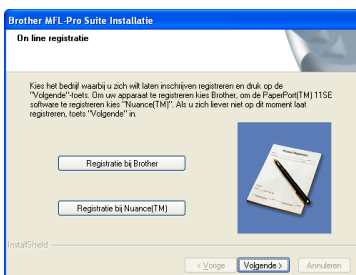 Brother MFL-Pro Suite Installatie
On line registratie
Kies het bedrijf waarbij u zich wilt laten inschrijven registreren en druk op de
"Volgende"-toets. Om uw apparaat te registreren kies Brother, om de PaperPort(TM) 11SE
software te registreren kies "Nuance(TM)". Als u zich liever niet op dit moment laat
registreren, toets "Volgende" in.
Registratie bij Brother
Product Registration
Registratie bij Nuance(TM)
InstallShield
< Vorige
Volgende >
Annuleren